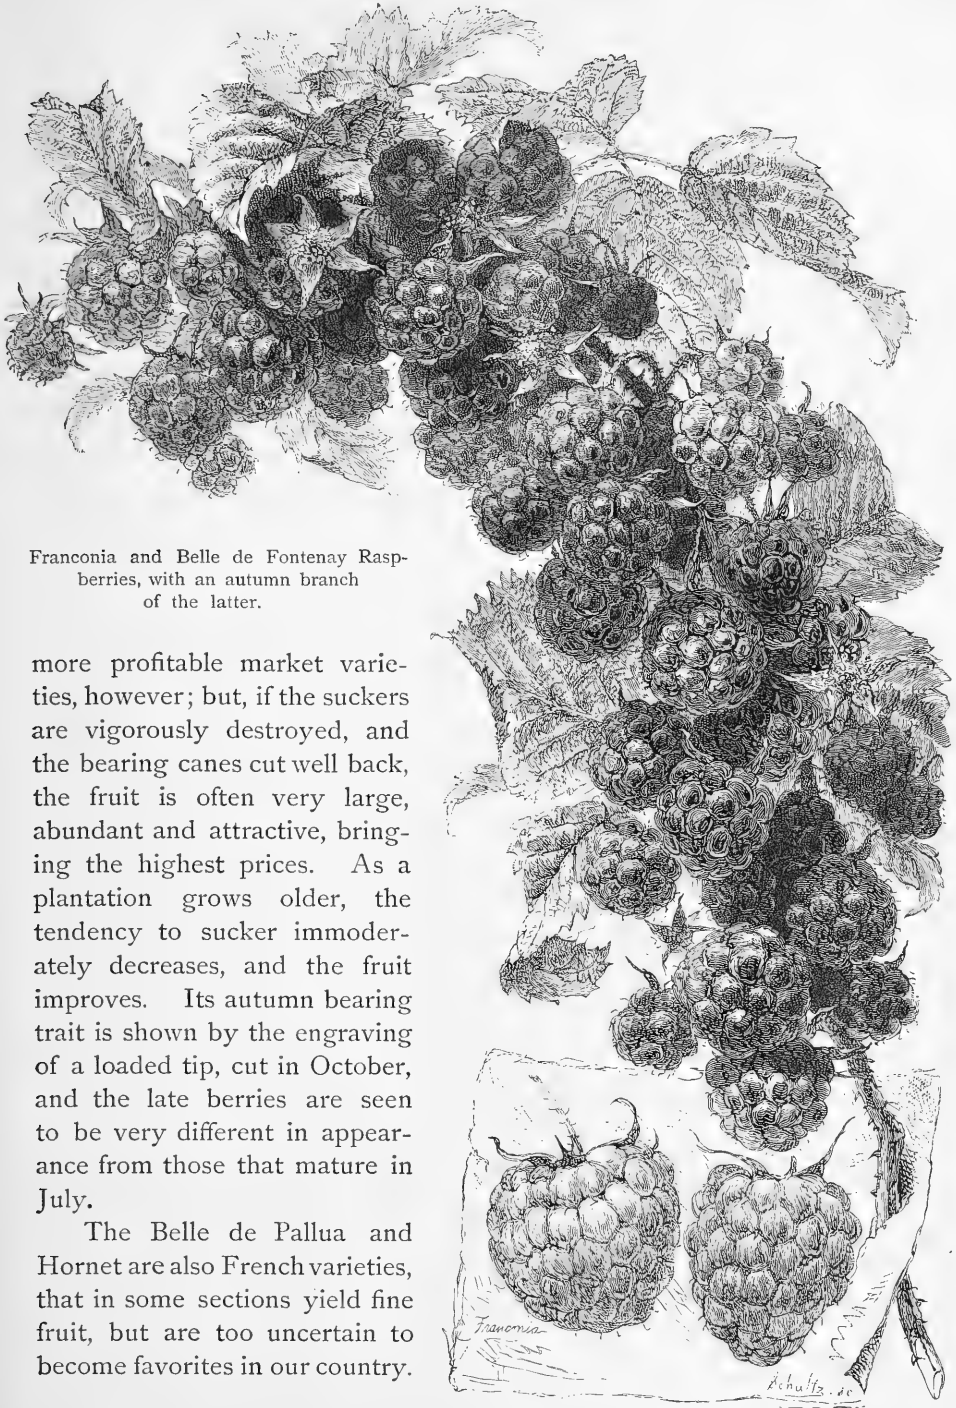 Franconia and Belle de Fontenay Rasp-
berries, with an autumn branch
of the latter.
more profitable market varie-
ties, however; but, if the suckers
are vigorously destroyed, and
the bearing canes cut well back,
the fruit is often very large,
abundant and attractive, bring-
ing the highest prices. As a
plantation grows older, the
tendency to sucker immoder-
ately decreases, and the fruit
improves. Its autumn bearing
trait is shown by the engraving
of a loaded tip, cut in October,
and the late berries are seen
to be very different in appear-
ance from those that mature in
July.
The Belle de Pallua and
Hornet are also French varieties,
that in some sections yield fine
fruit, but are too uncertain to
become favorites in our country.
Franconia
Schultz. sc